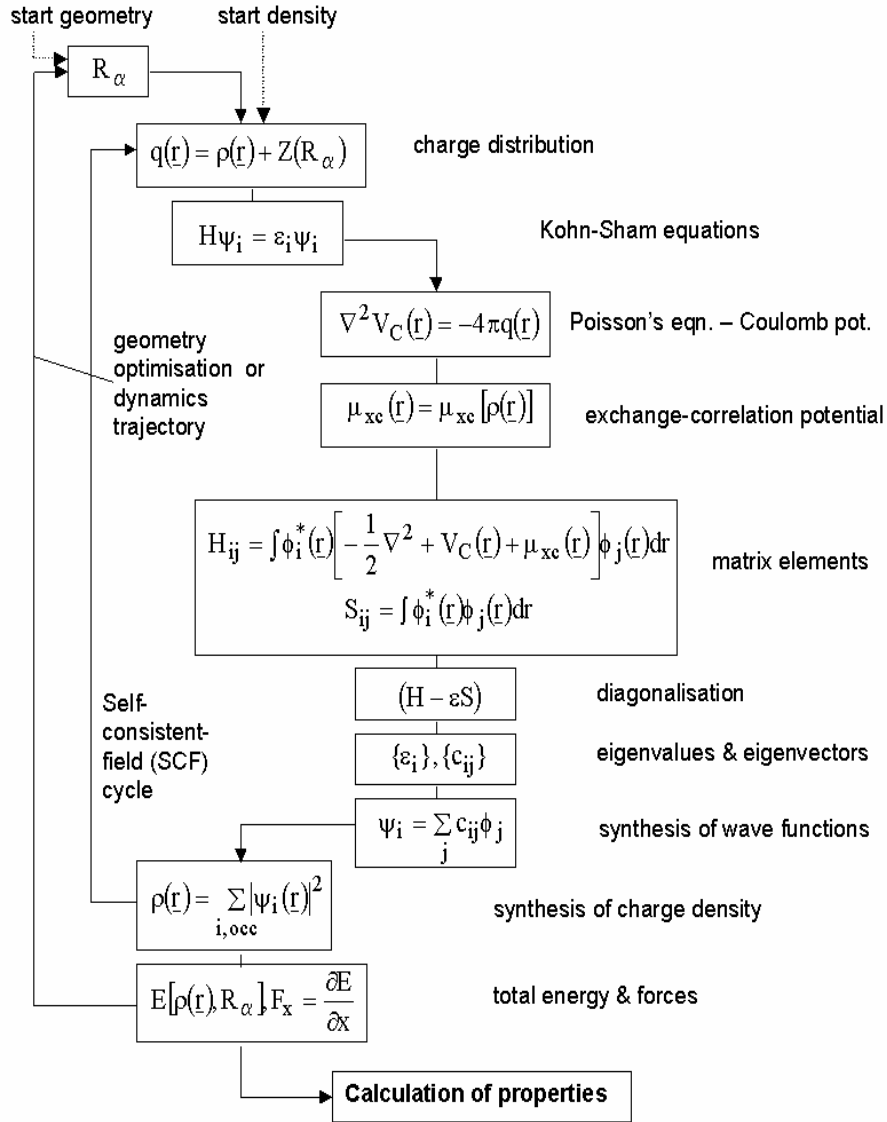 start geometry
start density
R_α
q(r̲) = ρ(r̲) + Z(R_α)
charge distribution
Hψ_i = ε_iψ_i
Kohn-Sham equations
∇²V_C(r̲) = −4πq(r̲)
Poisson's eqn. – Coulomb pot.
geometry
optimisation or
dynamics
trajectory
μ_xc(r̲) = μ_xc[ρ(r̲)]
exchange-correlation potential
H_ij = ∫ϕ_i^*(r̲)[−1/2 ∇² + V_C(r̲) + μ_xc(r̲)]ϕ_j(r̲)dr
matrix elements
S_ij = ∫ϕ_i^*(r̲)ϕ_j(r̲)dr
(H − εS)
diagonalisation
Self-
consistent-
field (SCF)
cycle
{ε_i}, {c_ij}
eigenvalues & eigenvectors
ψ_i = ∑_j c_ijϕ_j
synthesis of wave functions
ρ(r̲) = ∑_{i,occ} |ψ_i(r̲)|²
synthesis of charge density
E[ρ(r̲), R_α], F_x = ∂E/∂x
total energy & forces
Calculation of properties